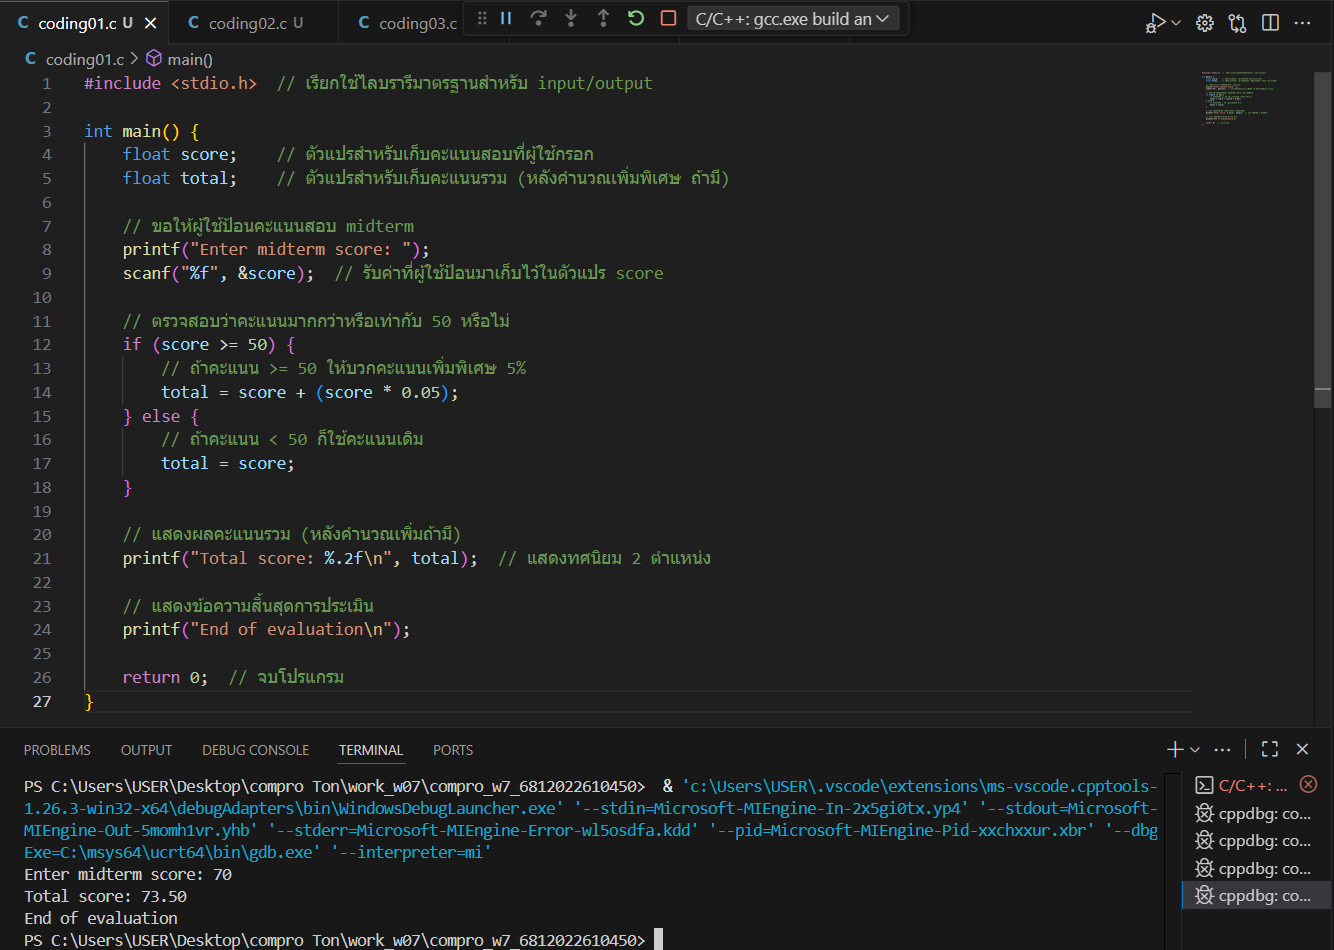 coding01.c U
coding02.c U
coding03.c
C/C++: gcc.exe build an
coding01.c > main()
1 #include <stdio.h>  // เรียกใช้ไลบรารีมาตรฐานสำหรับ input/output
2
3 int main() {
4     float score;    // ตัวแปรสำหรับเก็บคะแนนสอบที่ผู้ใช้กรอก
5     float total;    // ตัวแปรสำหรับเก็บคะแนนรวม (หลังคำนวณเพิ่มพิเศษ ถ้ามี)
6
7     // ขอให้ผู้ใช้ป้อนคะแนนสอบ midterm
8     printf("Enter midterm score: ");
9     scanf("%f", &score);  // รับค่าที่ผู้ใช้ป้อนมาเก็บไว้ในตัวแปร score
10
11     // ตรวจสอบว่าคะแนนมากกว่าหรือเท่ากับ 50 หรือไม่
12     if (score >= 50) {
13         // ถ้าคะแนน >= 50 ให้บวกคะแนนเพิ่มพิเศษ 5%
14         total = score + (score * 0.05);
15     } else {
16         // ถ้าคะแนน < 50 ก็ใช้คะแนนเดิม
17         total = score;
18     }
19
20     // แสดงผลคะแนนรวม (หลังคำนวณเพิ่มถ้ามี)
21     printf("Total score: %.2f\n", total);  // แสดงทศนิยม 2 ตำแหน่ง
22
23     // แสดงข้อความสิ้นสุดการประเมิน
24     printf("End of evaluation\n");
25
26     return 0;  // จบโปรแกรม
27 }
PROBLEMS OUTPUT DEBUG CONSOLE TERMINAL PORTS
PS C:\Users\USER\Desktop\compro Ton\work_w07\compro_w7_6812022610450>  & 'c:\Users\USER\.vscode\extensions\ms-vscode.cpptools-
1.26.3-win32-x64\debugAdapters\bin\WindowsDebugLauncher.exe' '--stdin=Microsoft-MIEngine-In-2x5gi0tx.yp4' '--stdout=Microsoft-
MIEngine-Out-5momh1vr.yhb' '--stderr=Microsoft-MIEngine-Error-wl5osdfa.kdd' '--pid=Microsoft-MIEngine-Pid-xxchxxur.xbr' '--dbg
Exe=C:\msys64\ucrt64\bin\gdb.exe' '--interpreter=mi'
Enter midterm score: 70
Total score: 73.50
End of evaluation
PS C:\Users\USER\Desktop\compro Ton\work_w07\compro_w7_6812022610450>
C/C++: ...
cppdbg: co...
cppdbg: co...
cppdbg: co...
cppdbg: co...